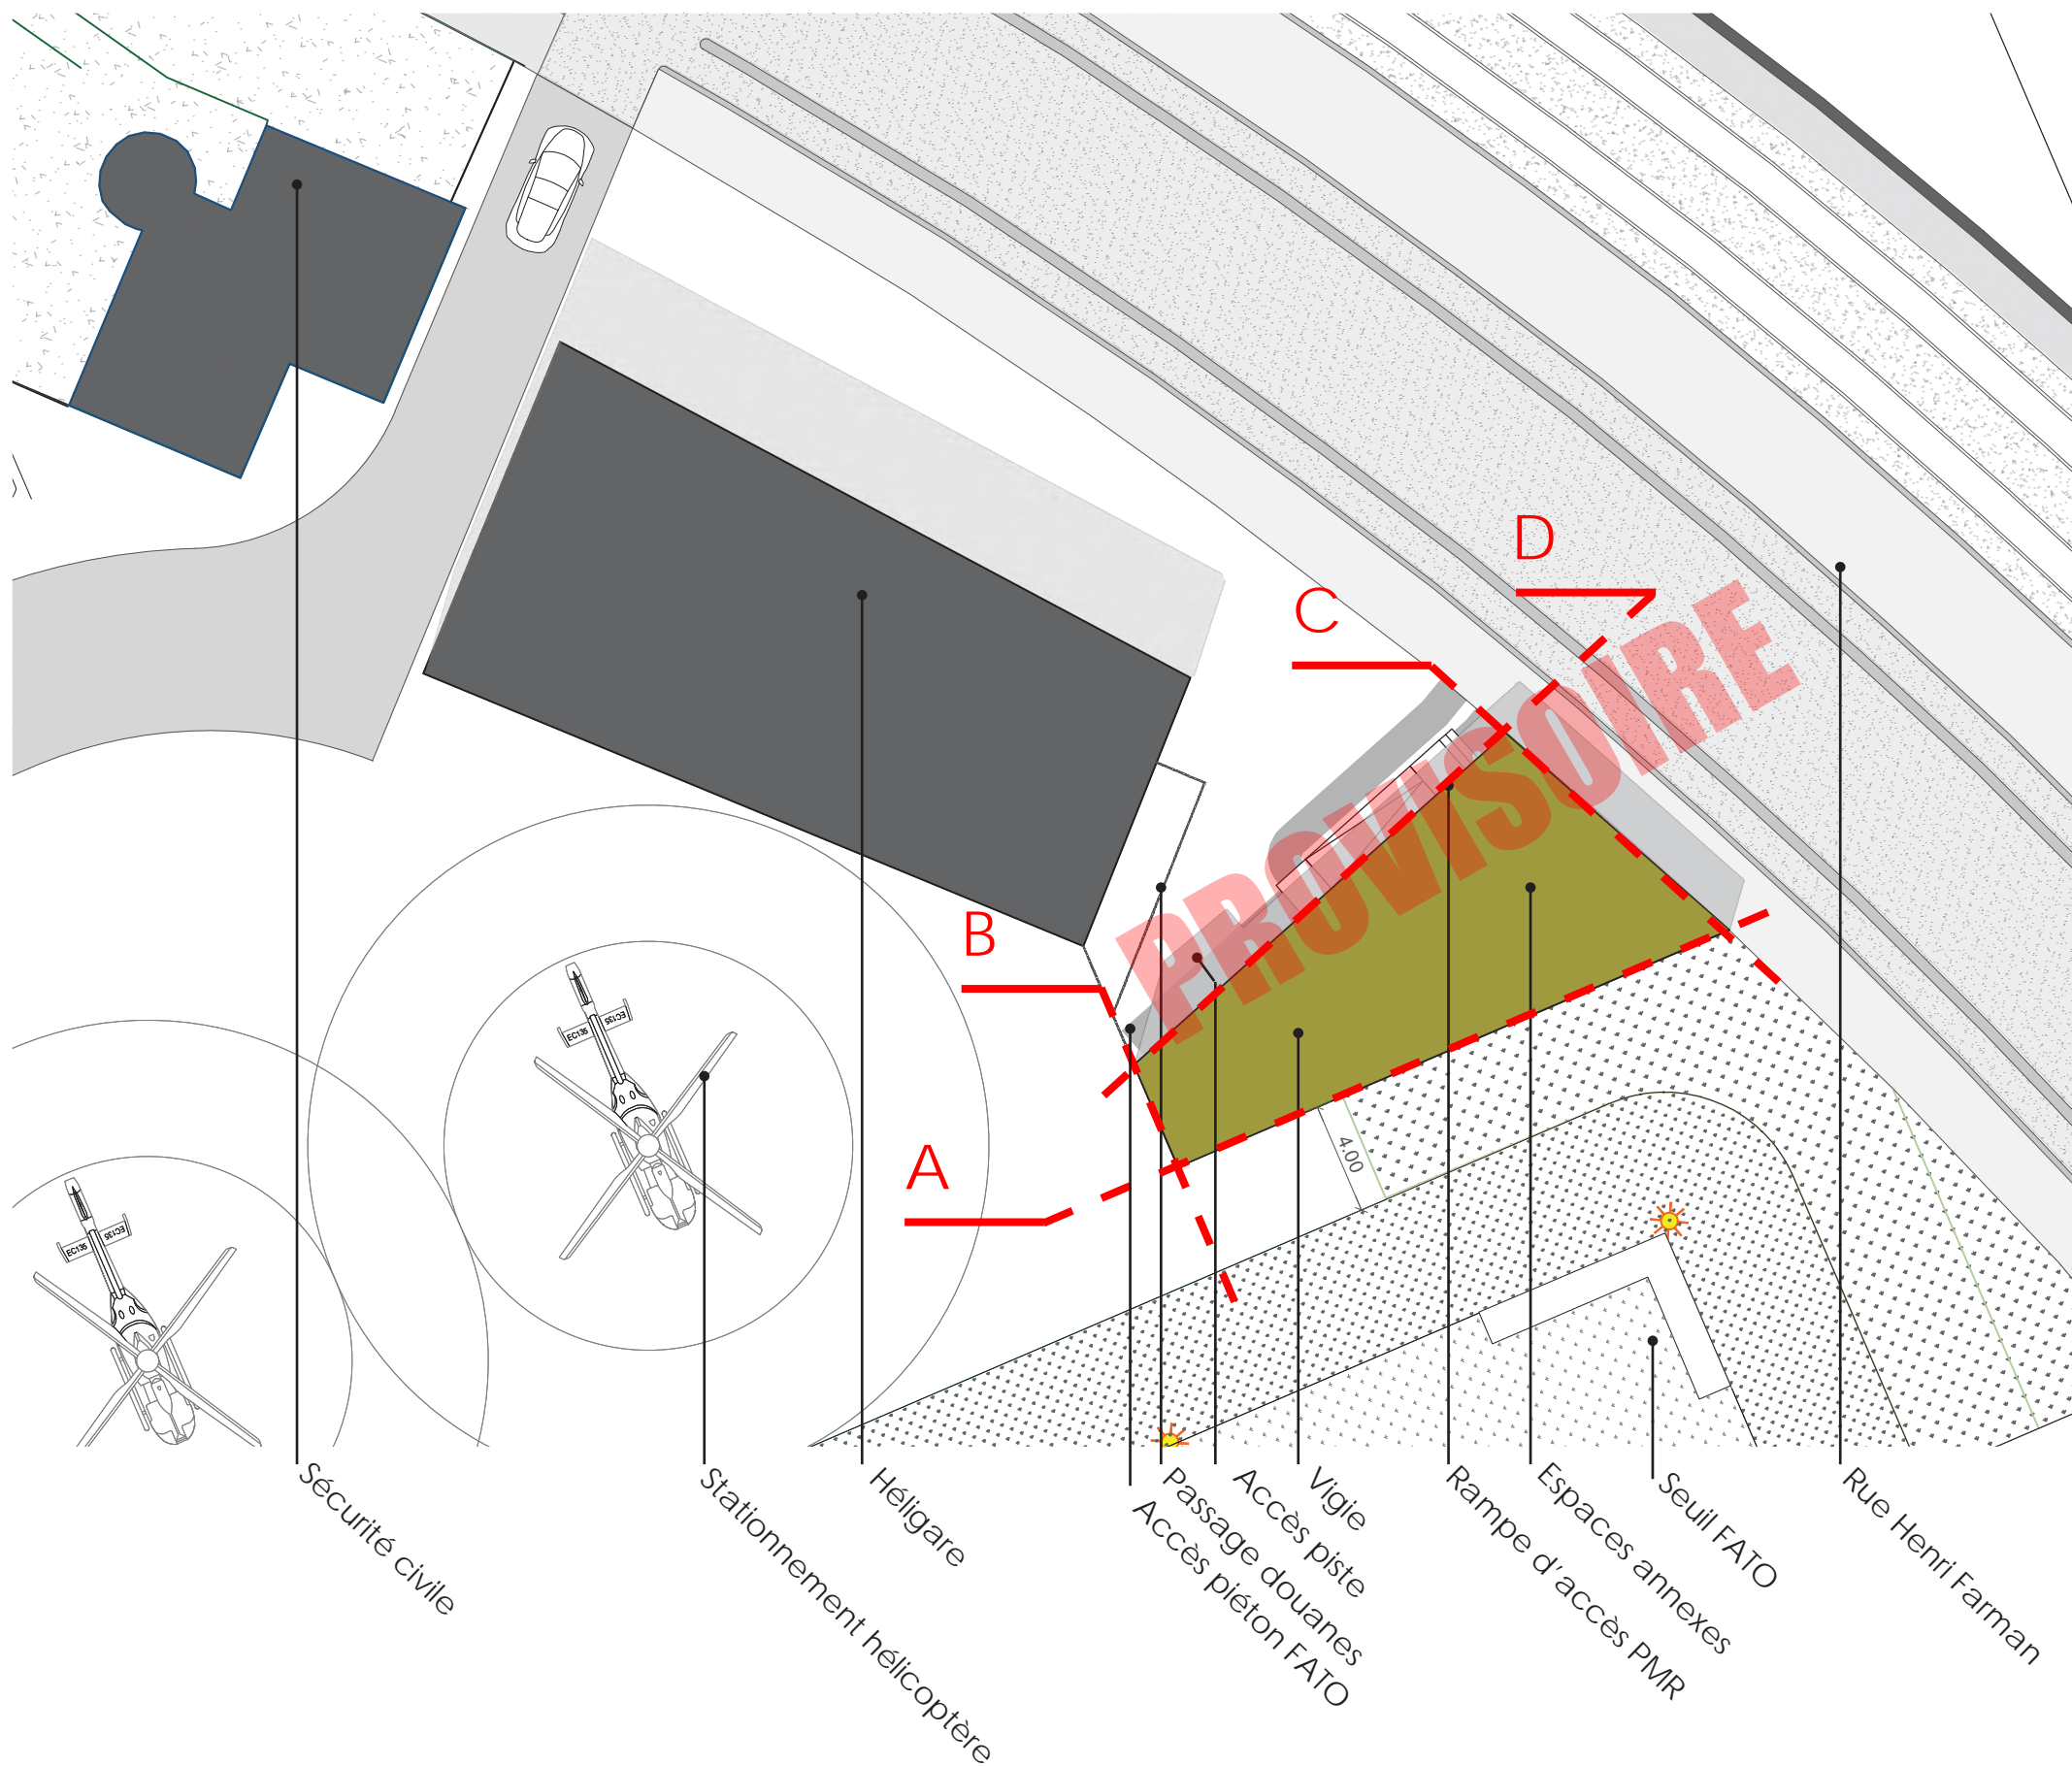 D
C
PROVISOIRE
B
A
4.00
EC135
EC135
EC135
EC135
Sécurité civile
Stationnement hélicoptère
Héligare
Accès piéton FATO
Passage douanes
Accès piste
Vigie
Rampe d'accès PMR
Espaces annexes
Seuil FATO
Rue Henri Farman